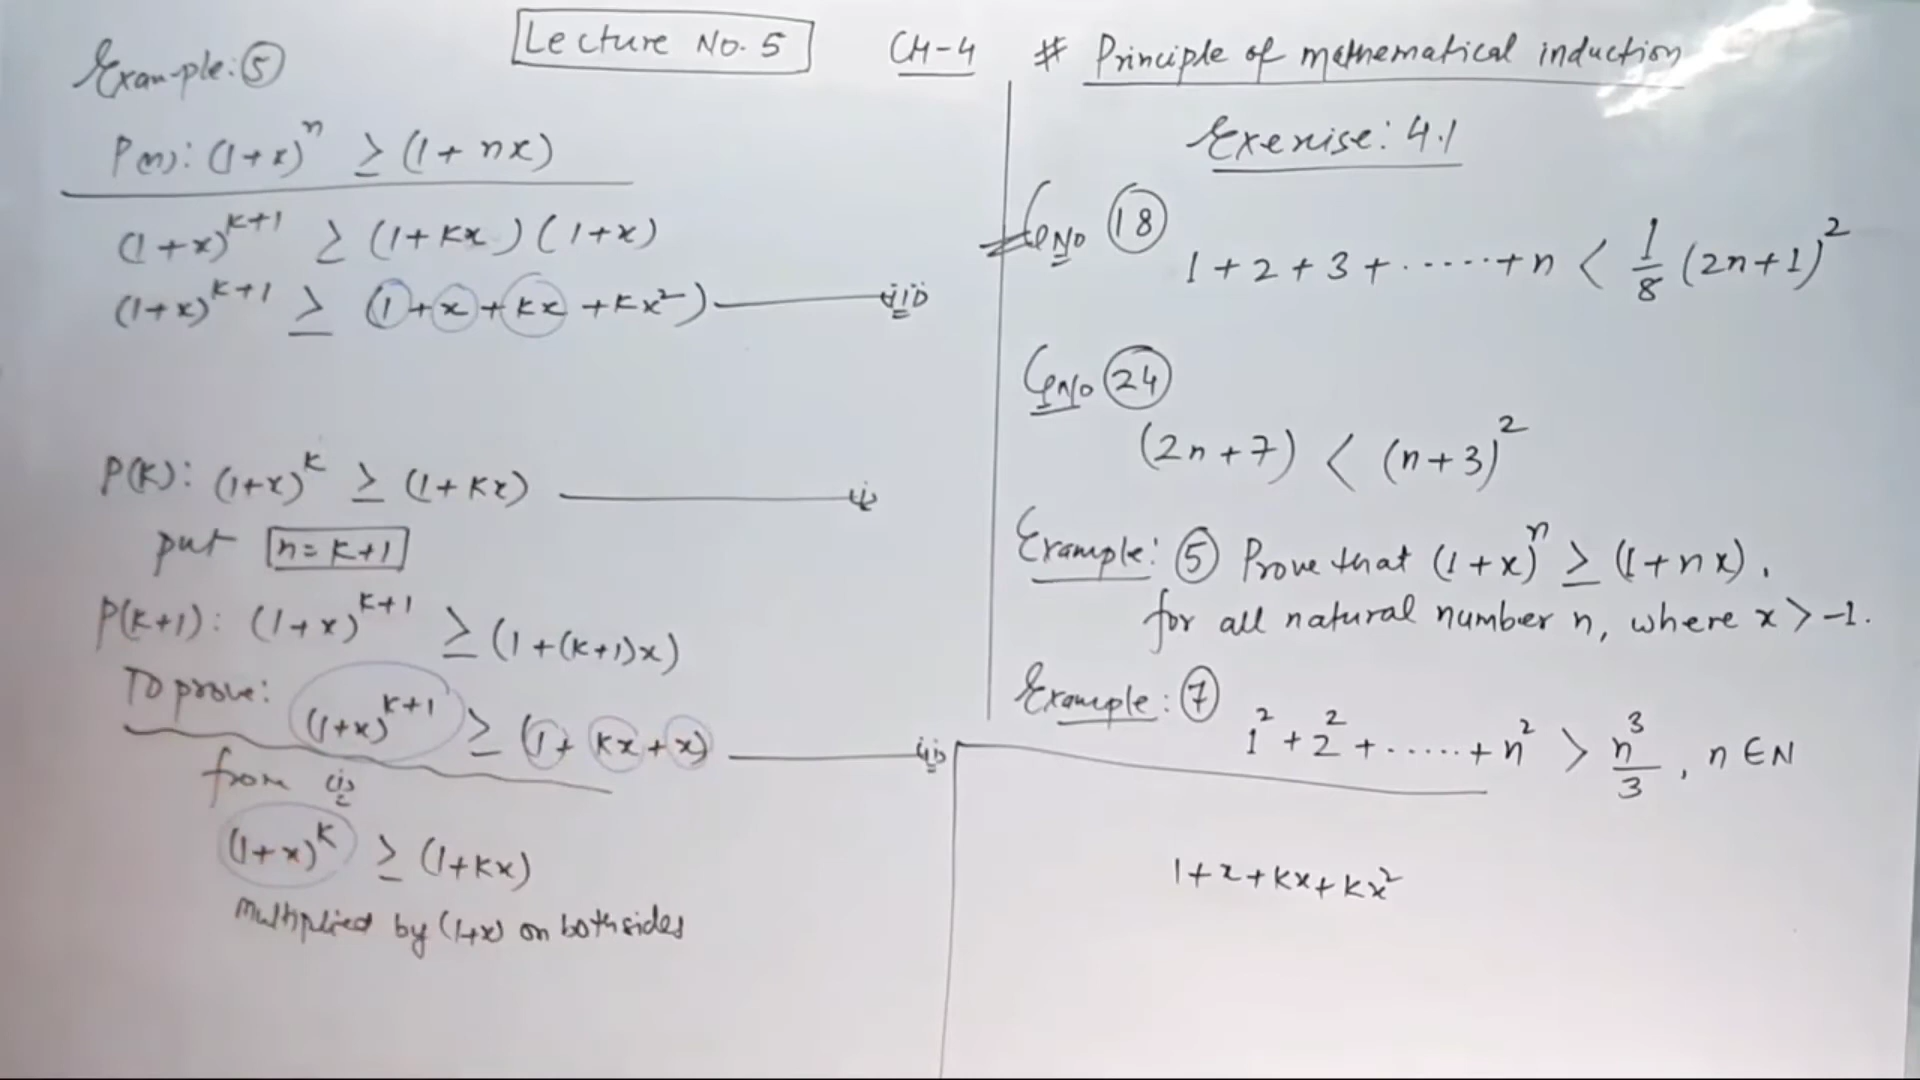 Lecture No. 5
CH-4 # Principle of mathematical induction
Example: 5
P(n): (1+x)^n ≥ (1+nx)
(1+x)^{k+1} ≥ (1+kx)(1+x)
(1+x)^{k+1} ≥ (1+x+kx+kx²) —— (iii)
P(k): (1+x)^k ≥ (1+kx) —— (i)
put n=k+1
P(k+1): (1+x)^{k+1} ≥ (1+(k+1)x)
To prove: (1+x)^{k+1} ≥ (1+kx+x) —— (ii)
from (i)
(1+x)^k ≥ (1+kx)
multiplied by (1+x) on both sides
Exercise: 4.1
Q No 18
1+2+3+......+n < 1/8 (2n+1)²
Q No 24
(2n+7) < (n+3)²
Example: 5 Prove that (1+x)^n ≥ (1+nx).
for all natural number n, where x > -1.
Example: 7
1²+2²+......+n² > n³/3, n∈N
1+x+kx+kx²